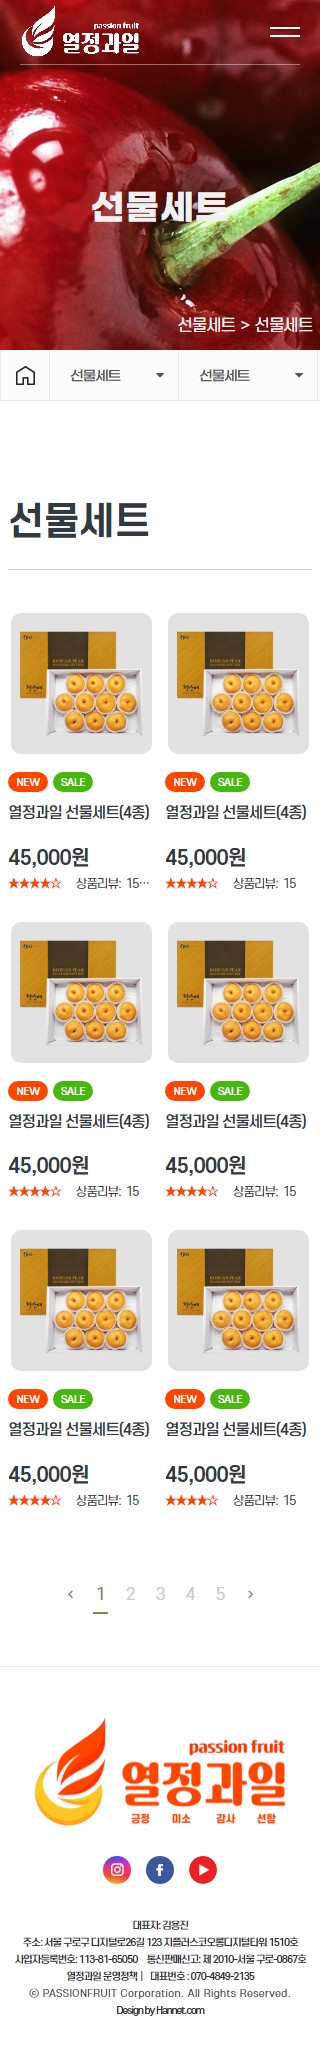 passion fruit
열정과일
선물세트
선물세트 > 선물세트
선물세트 선물세트
선물세트
NEW SALE NEW SALE
열정과일 선물세트(4종) 열정과일 선물세트(4종)
45,000원 45,000원
★★★★☆ 상품리뷰: 15… ★★★★☆ 상품리뷰: 15
NEW SALE NEW SALE
열정과일 선물세트(4종) 열정과일 선물세트(4종)
45,000원 45,000원
★★★★☆ 상품리뷰: 15 ★★★★☆ 상품리뷰: 15
NEW SALE NEW SALE
열정과일 선물세트(4종) 열정과일 선물세트(4종)
45,000원 45,000원
★★★★☆ 상품리뷰: 15 ★★★★☆ 상품리뷰: 15
‹ 1 2 3 4 5 ›
passion fruit
열정과일
긍정 미소 감사 선함
대표자: 김용진
주소: 서울 구로구 디지털로26길 123 지플러스코오롱디지털타워 1510호
사업자등록번호: 113-81-65050 통신판매신고: 제 2010-서울 구로-0867호
열정과일 운영정책 | 대표번호 : 070-4849-2135
ⓒ PASSIONFRUIT Corporation. All Rights Reserved.
Design by Hannet.com